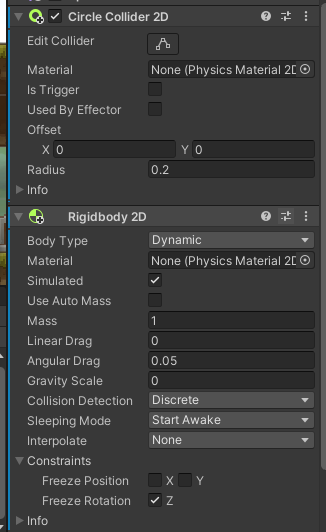 Circle Collider 2D
Edit Collider
Material None (Physics Material 2D
Is Trigger
Used By Effector
Offset
X 0 Y 0
Radius 0.2
Info
Rigidbody 2D
Body Type Dynamic
Material None (Physics Material 2D
Simulated
Use Auto Mass
Mass 1
Linear Drag 0
Angular Drag 0.05
Gravity Scale 0
Collision Detection Discrete
Sleeping Mode Start Awake
Interpolate None
Constraints
Freeze Position X Y
Freeze Rotation Z
Info